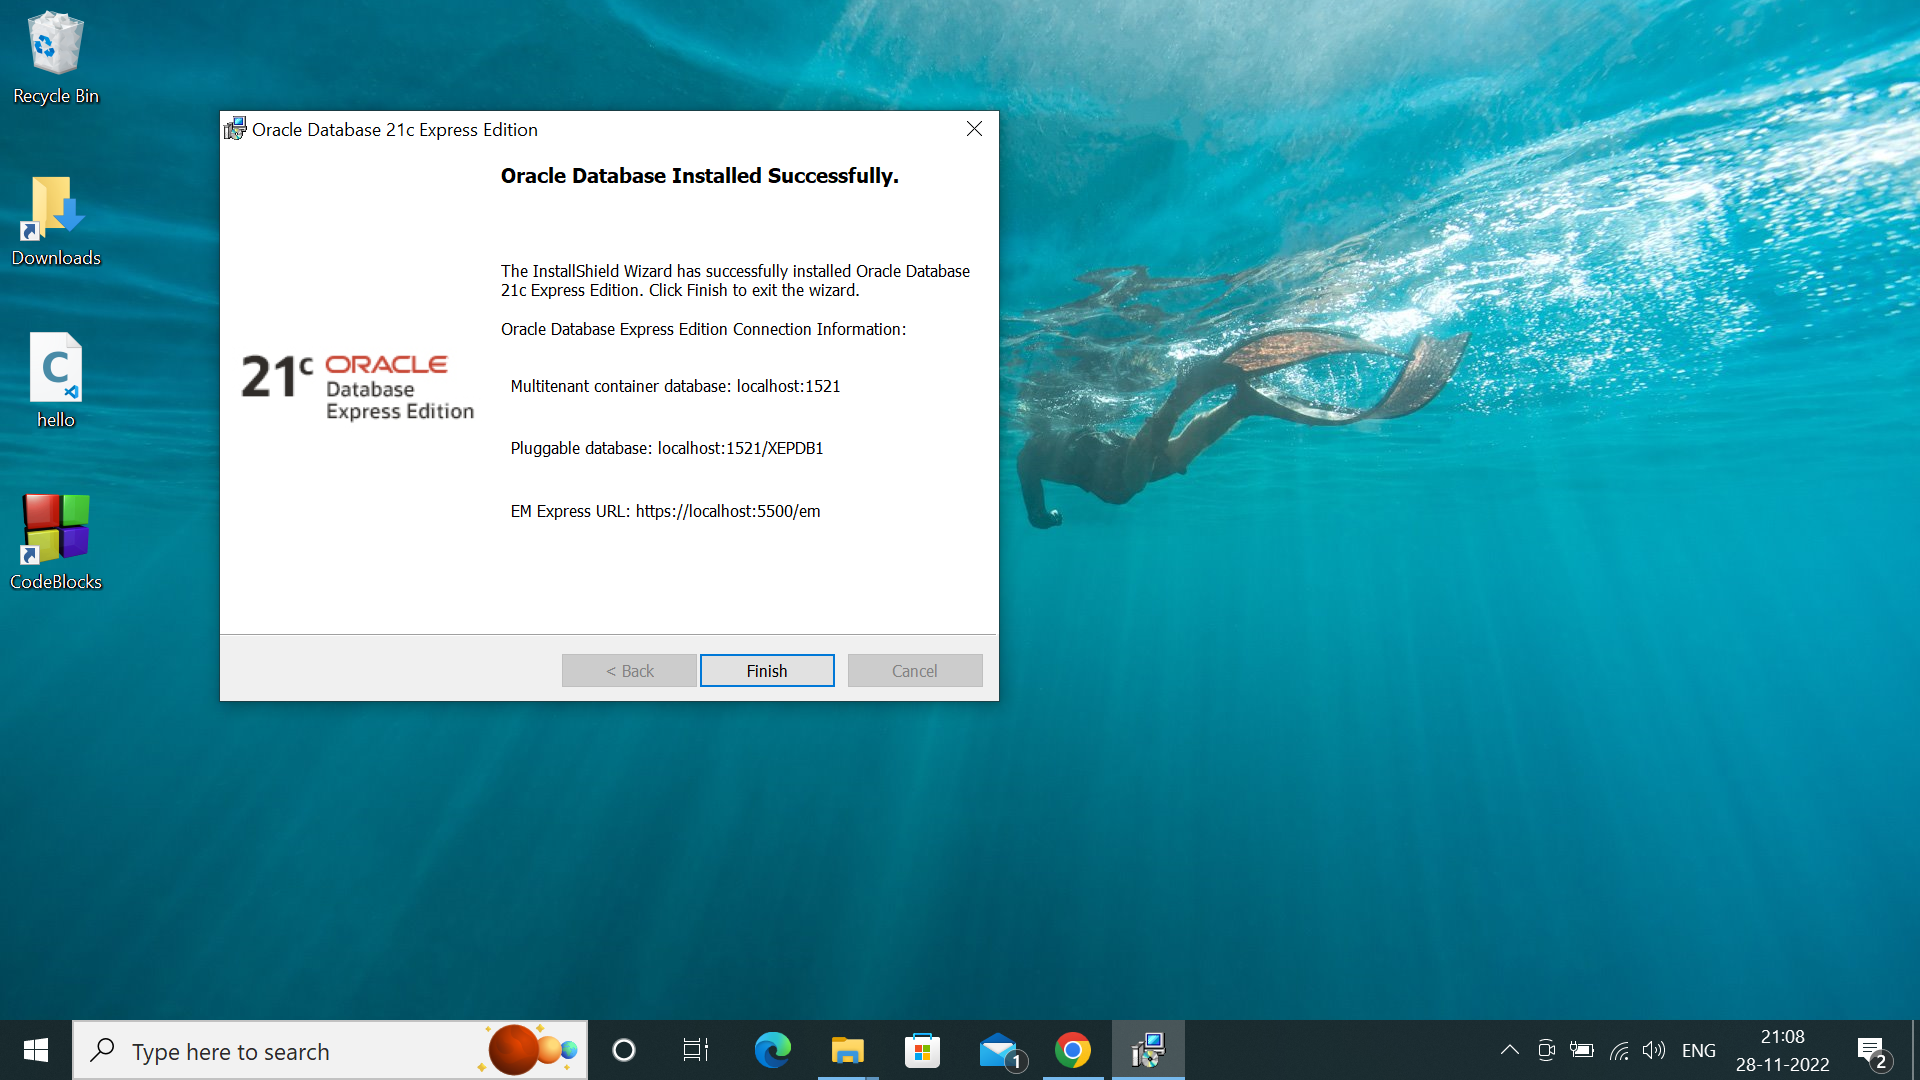 Recycle Bin
Downloads
C
hello
CodeBlocks
Oracle Database 21c Express Edition
Oracle Database Installed Successfully.
The InstallShield Wizard has successfully installed Oracle Database
21c Express Edition. Click Finish to exit the wizard.
Oracle Database Express Edition Connection Information:
21c ORACLE
Database
Express Edition
Multitenant container database: localhost:1521
Pluggable database: localhost:1521/XEPDB1
EM Express URL: https://localhost:5500/em
< Back
Finish
Cancel
Type here to search
1
ENG
21:08
28-11-2022
2